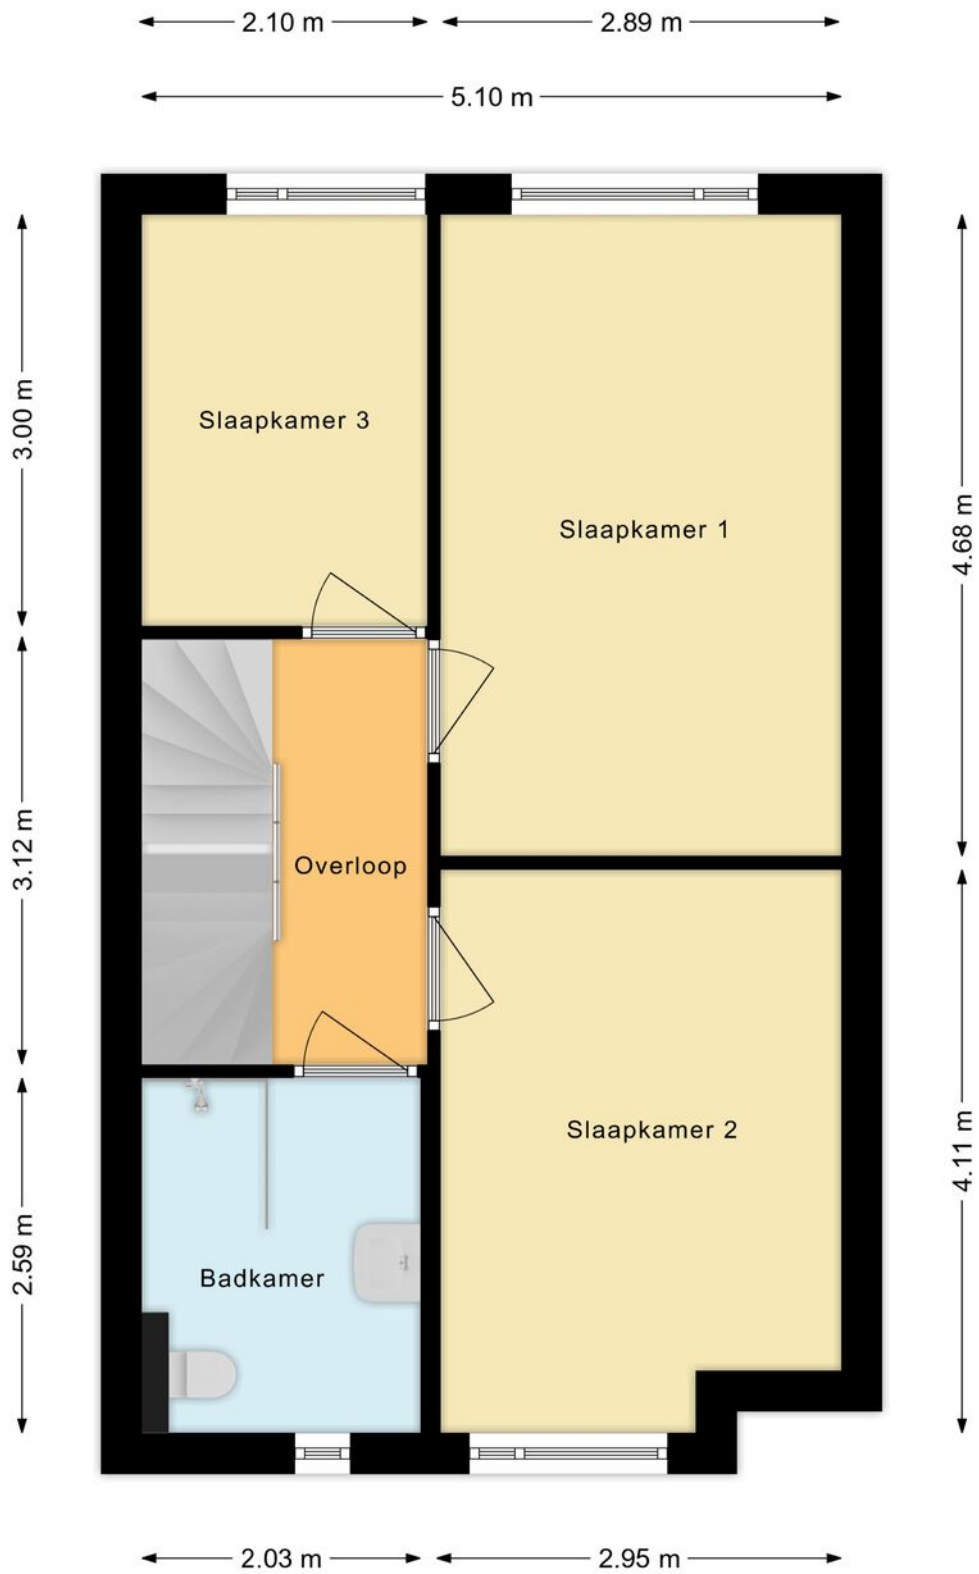 2.10 m
2.89 m
5.10 m
Slaapkamer 3
3.00 m
Slaapkamer 1
4.68 m
Overloop
3.12 m
Slaapkamer 2
4.11 m
Badkamer
2.59 m
2.03 m
2.95 m